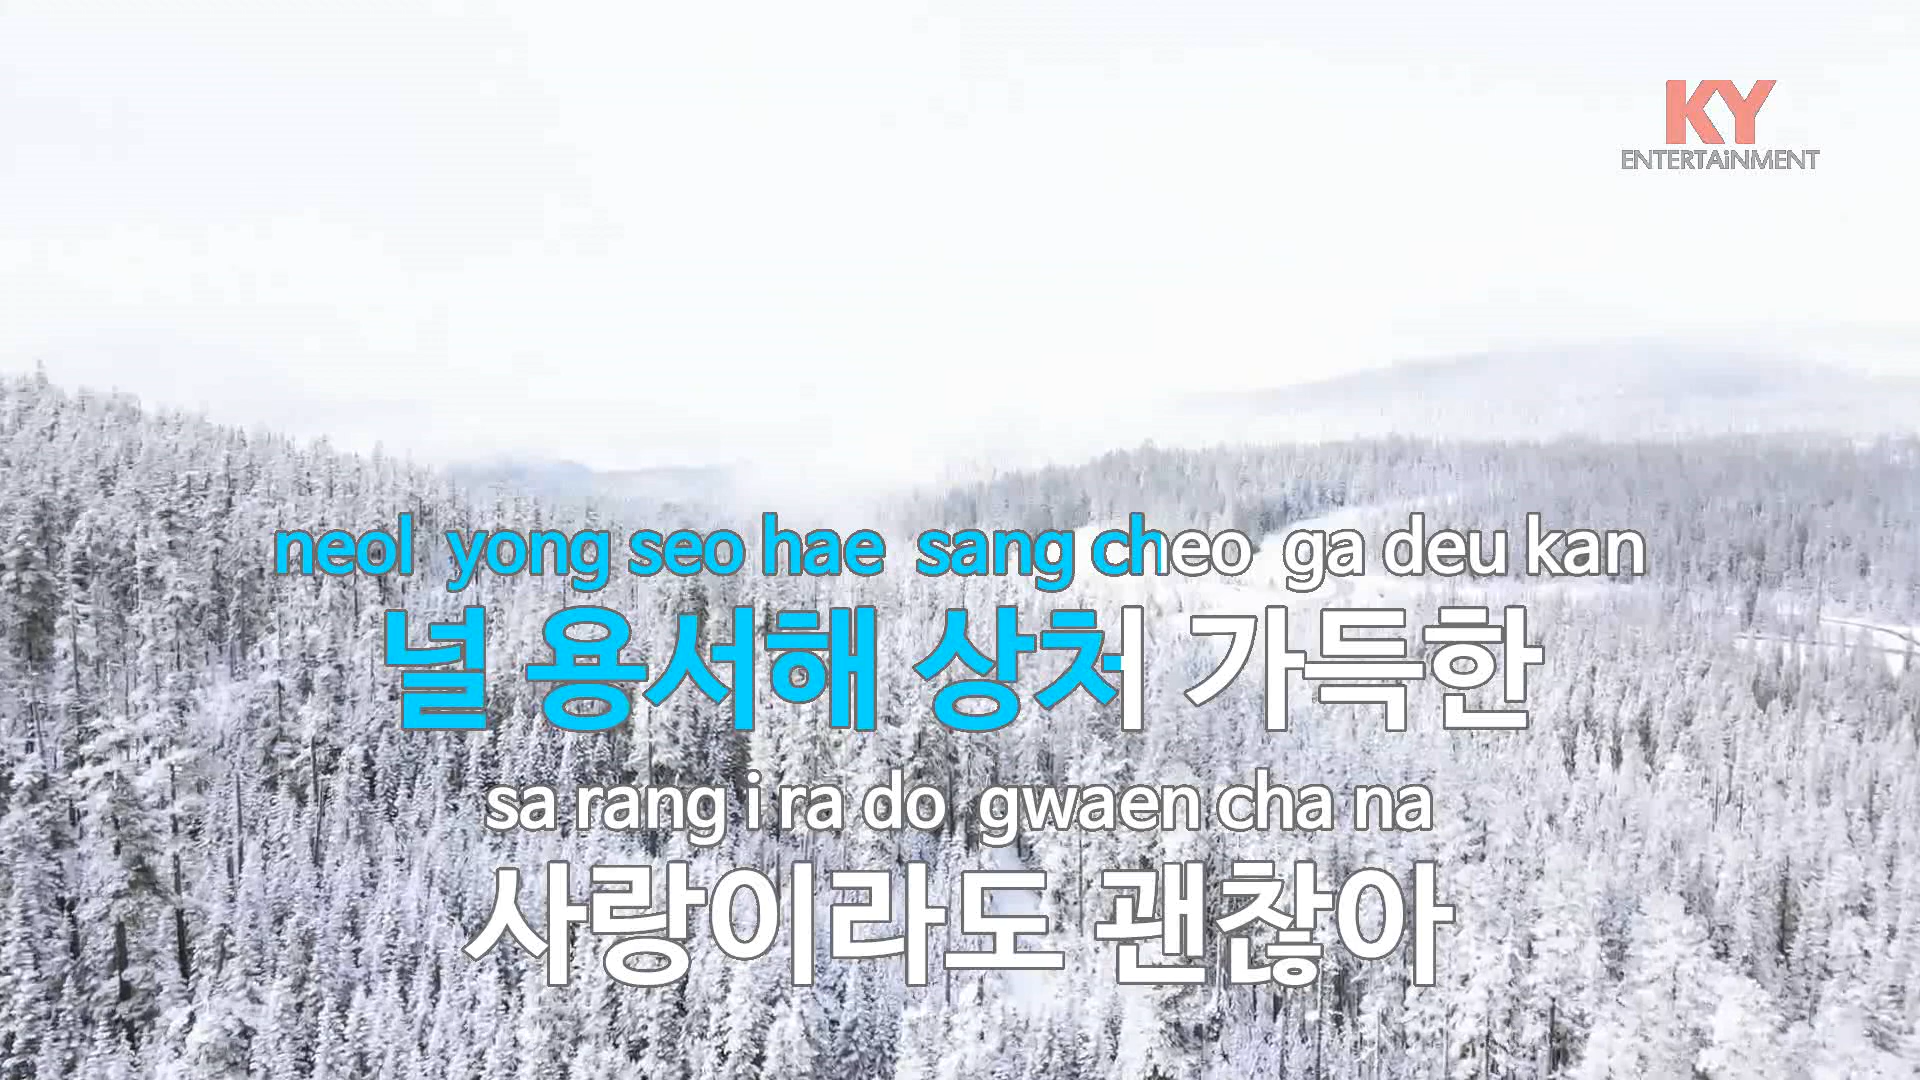 KY
ENTERTAiNMENT
neol yong seo hae sang cheo ga deu kan
널 용서해 상처 가득한
sa rang i ra do gwaen cha na
사랑이라도 괜찮아